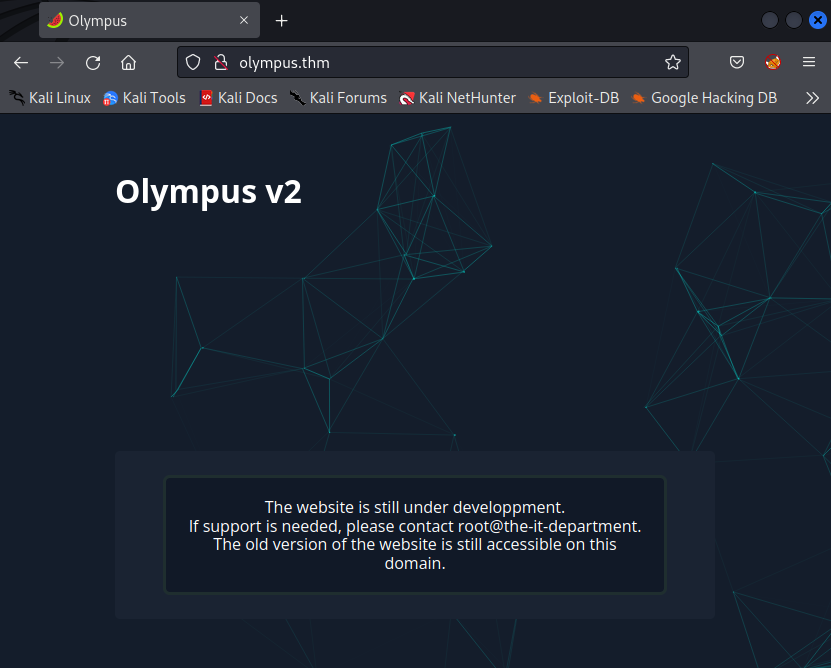 Olympus
olympus.thm
Kali Linux Kali Tools Kali Docs Kali Forums Kali NetHunter Exploit-DB Google Hacking DB
Olympus v2
The website is still under developpment.
If support is needed, please contact root@the-it-department.
The old version of the website is still accessible on this
domain.